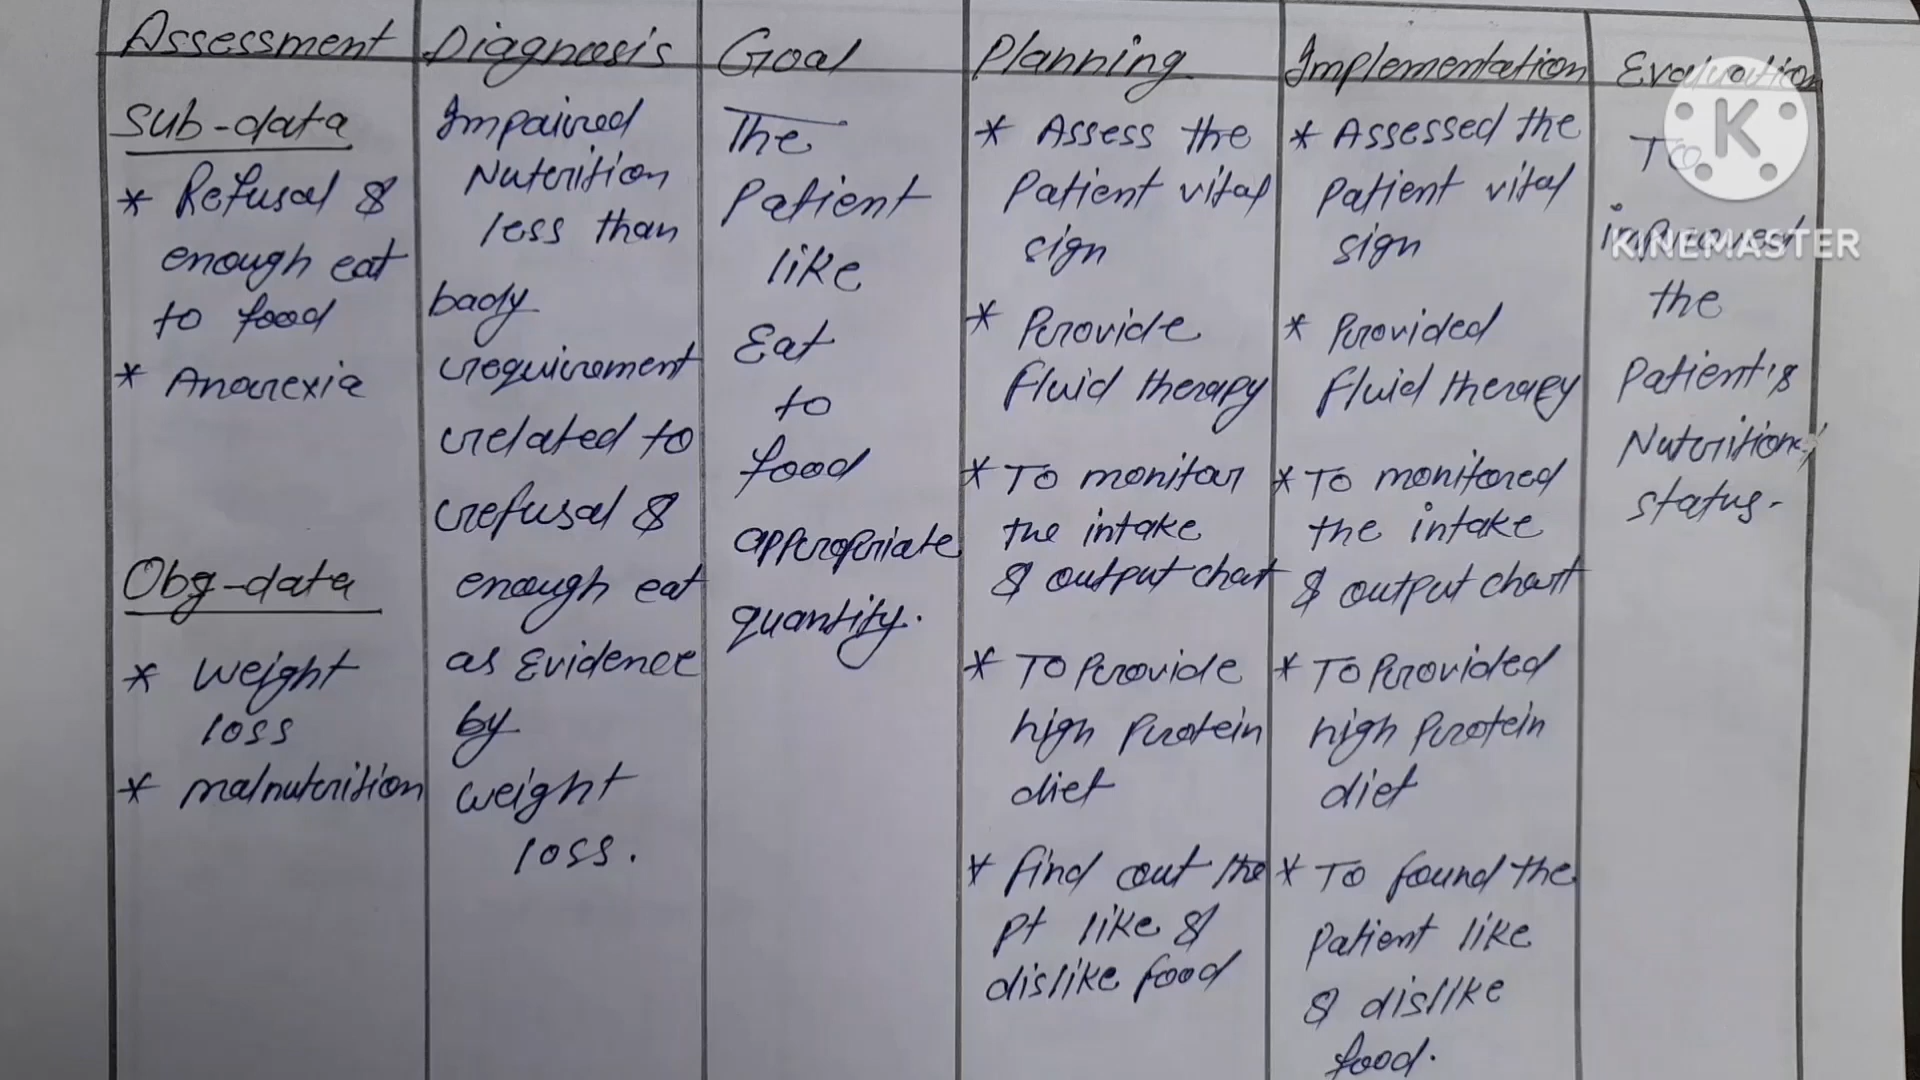 Assessment
Sub-data
* Refusal &
enough eat
to food
* Anorexia
Obg-data
* weight
loss
* malnutrition
Diagnosis
Impaired
Nutrition
less than
bady
requirement
related to
refusal &
enough eat
as Evidence
by
weight
loss.
Goal
The
Patient
like
Eat
to
food
appropriate
quantity.
Planning
* Assess the
Patient vital
sign
* Provide
fluid therapy
* To monitor
the intake
& output chart
* To Provide
high Protein
diet
* find out the
pt like &
dislike food
Implementation
* Assessed the
patient vital
sign
* Provided
fluid therapy
* To monitored
the intake
& output chart
* To Provided
high Protein
diet
* To found the
Patient like
& dislike
food.
Evaluation
To
the
Patient's
Nutritional
status.
K
KINEMASTER